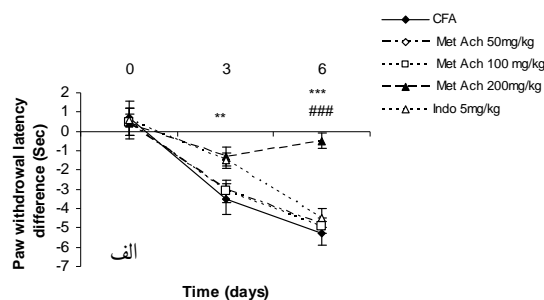 CFA
Met Ach 50mg/kg
Met Ach 100 mg/kg
Met Ach 200mg/kg
Indo 5mg/kg
0 3 6
***
** ###
2
1
0
-1
-2
-3
-4
-5
-6
-7
Paw withdrowal latency
difference (Sec)
الف
Time (days)